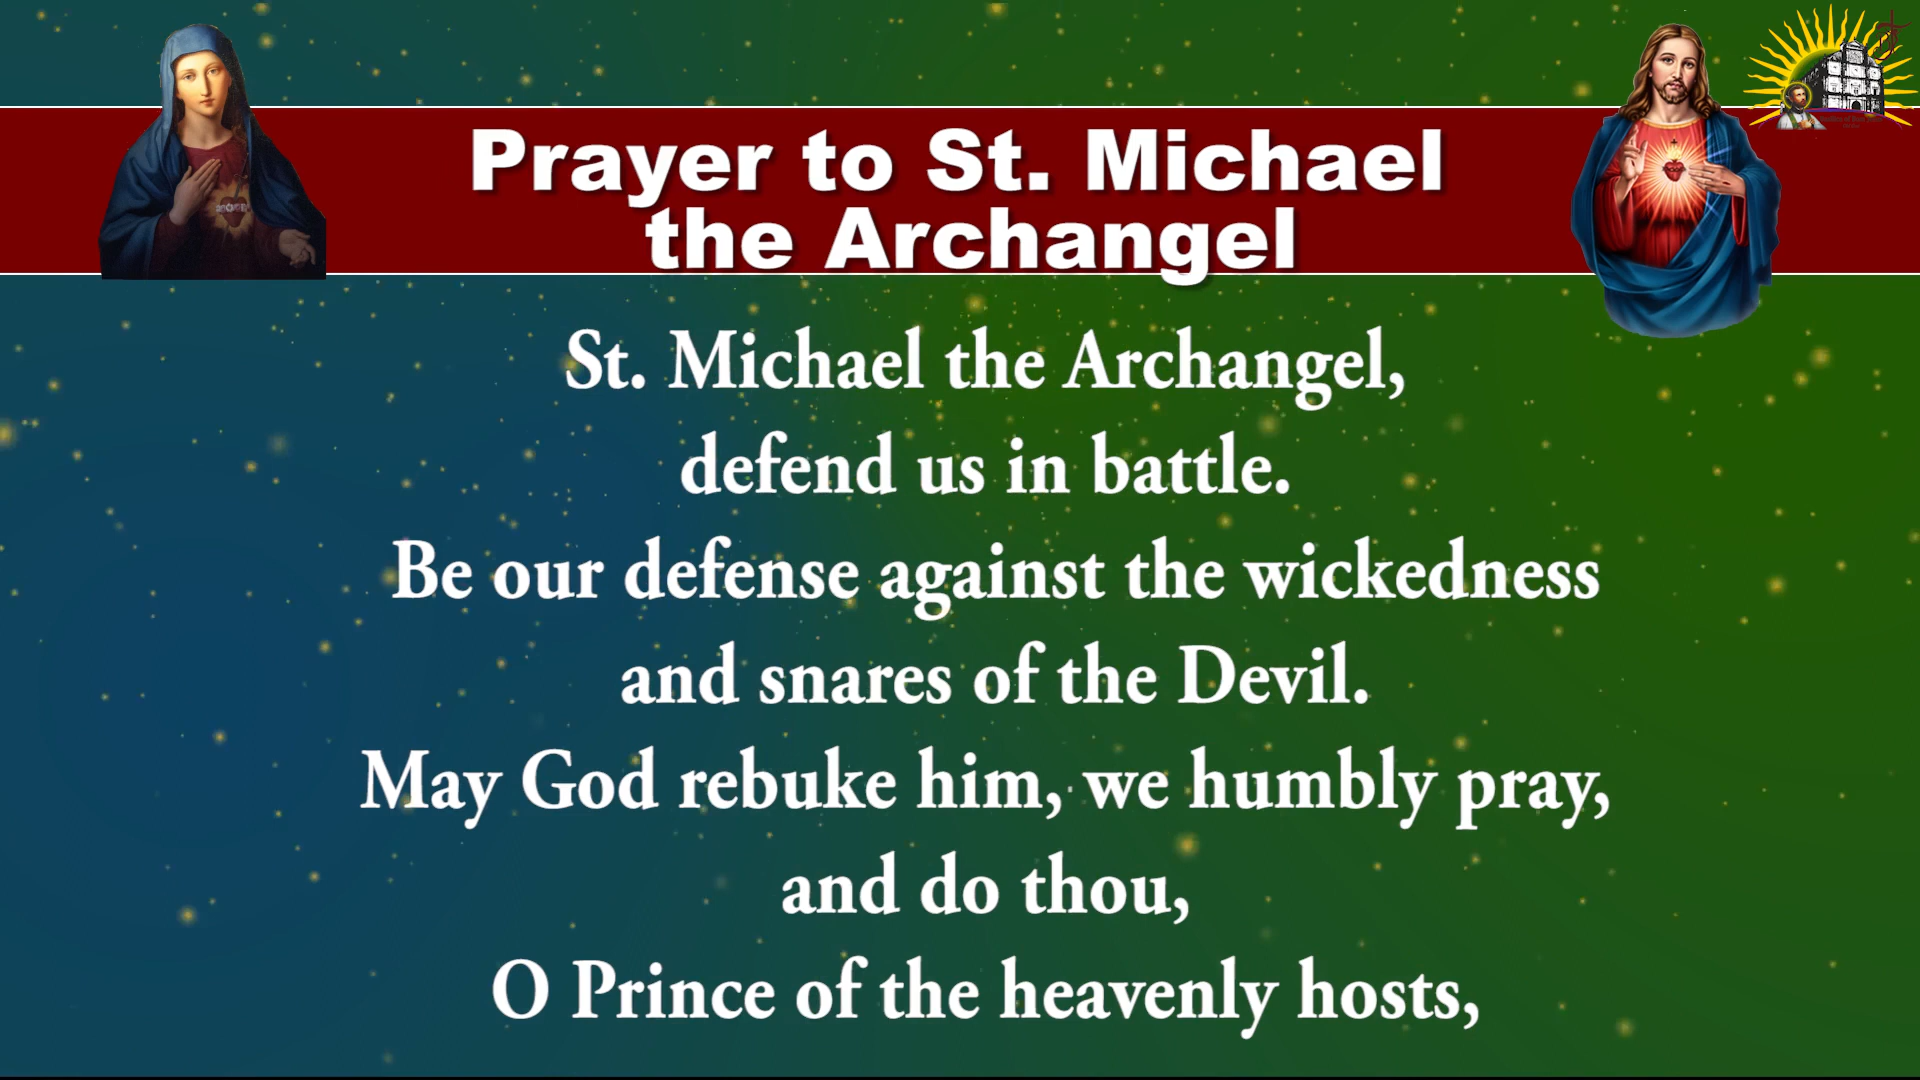 Prayer to St. Michael
the Archangel
St. Michael the Archangel,
defend us in battle.
Be our defense against the wickedness
and snares of the Devil.
May God rebuke him, we humbly pray,
and do thou,
O Prince of the heavenly hosts,